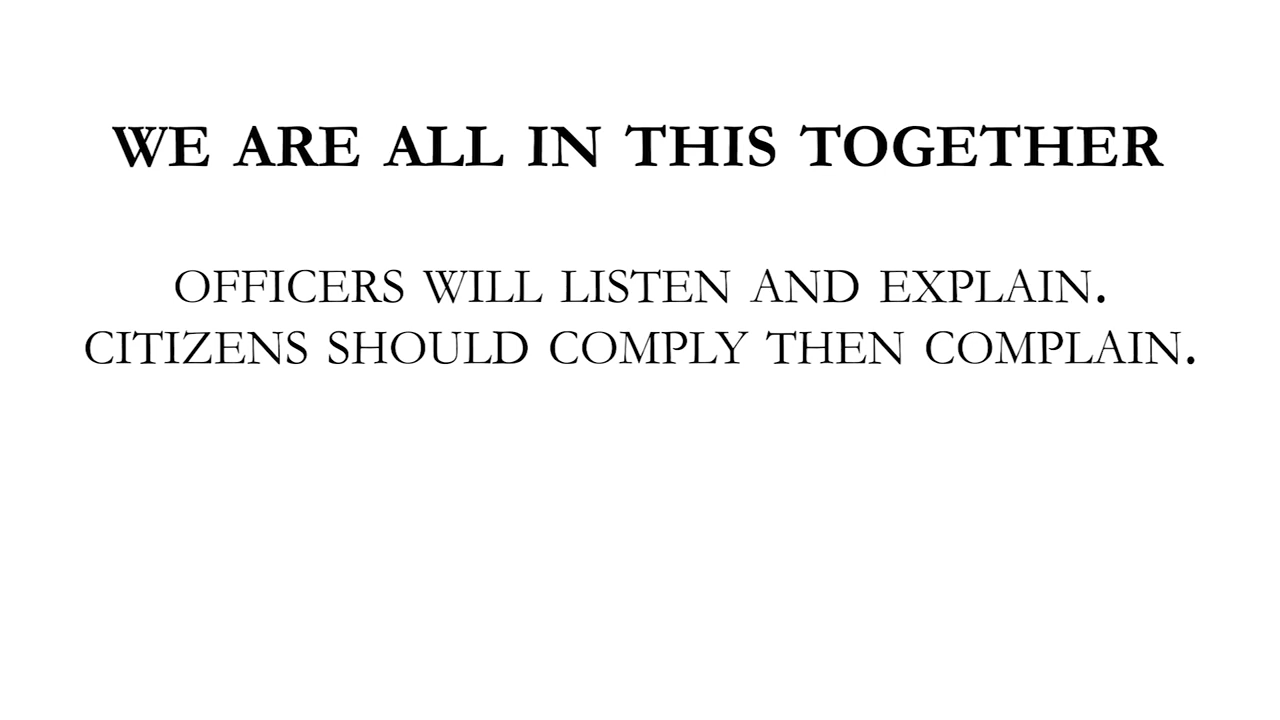 WE ARE ALL IN THIS TOGETHER
OFFICERS WILL LISTEN AND EXPLAIN.
CITIZENS SHOULD COMPLY THEN COMPLAIN.